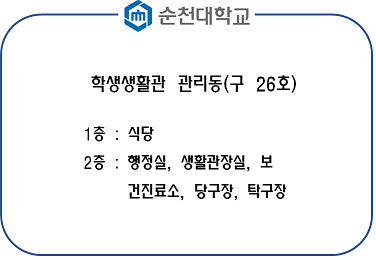 순천대학교
학생생활관 관리동(구 26호)
1층 : 식당
2층 : 행정실, 생활관장실, 보
건진료소, 당구장, 탁구장